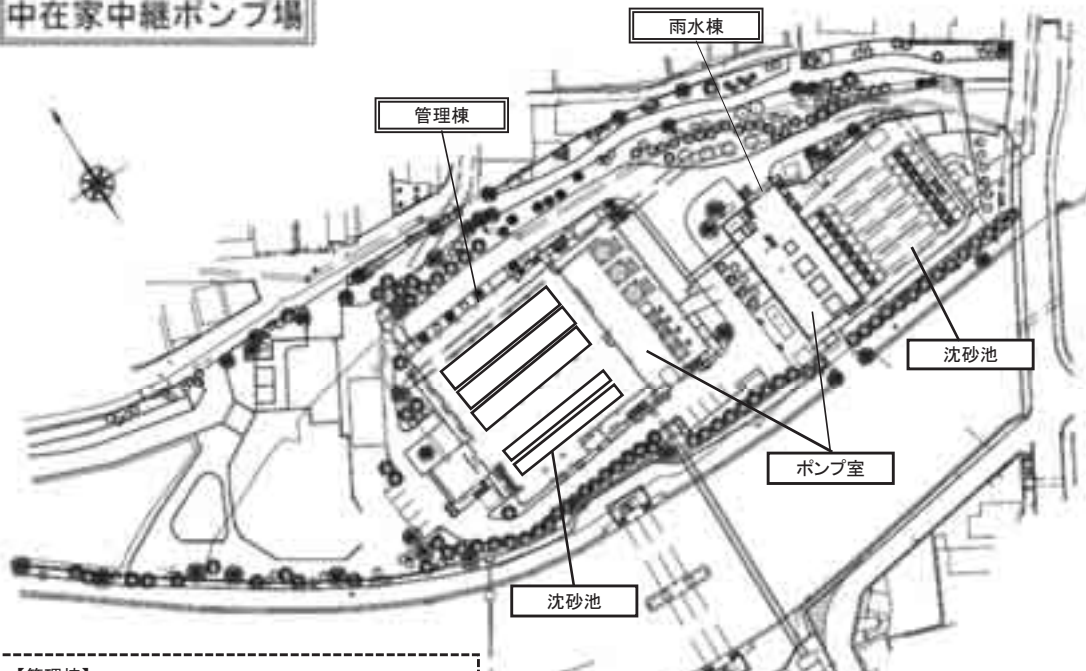 中在家中継ポンプ場
雨水棟
管理棟
沈砂池
ポンプ室
沈砂池
【管理棟】